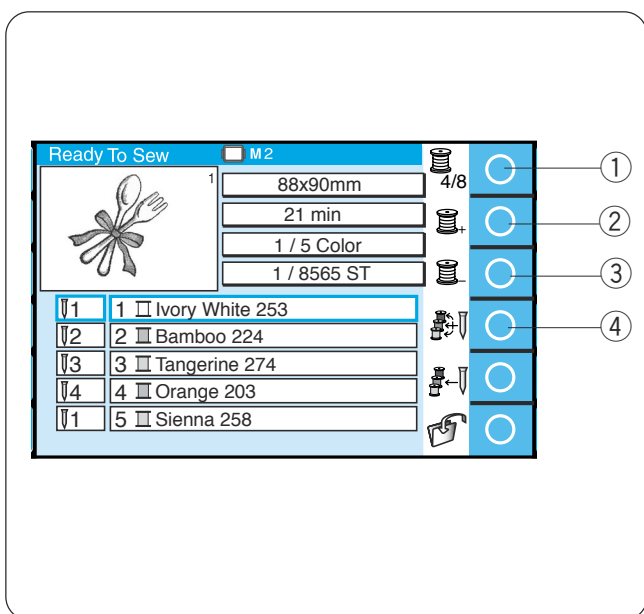 Ready To Sew M 2
1
88x90mm
21 min
1 / 5 Color
1 / 8565 ST
4/8
+
−
1 1 Ivory White 253
2 2 Bamboo 224
3 3 Tangerine 274
4 4 Orange 203
1 5 Sienna 258
①
②
③
④